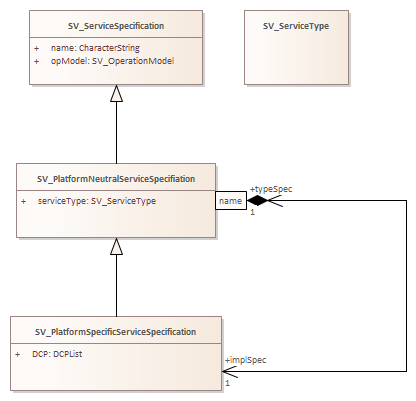 SV_ServiceSpecification
+ name: CharacterString
+ opModel: SV_OperationModel
SV_ServiceType
SV_PlatformNeutralServiceSpecifiation
+ serviceType: SV_ServiceType
name
+typeSpec
1
SV_PlatformSpecificServiceSpecification
+ DCP: DCPList
+implSpec
1